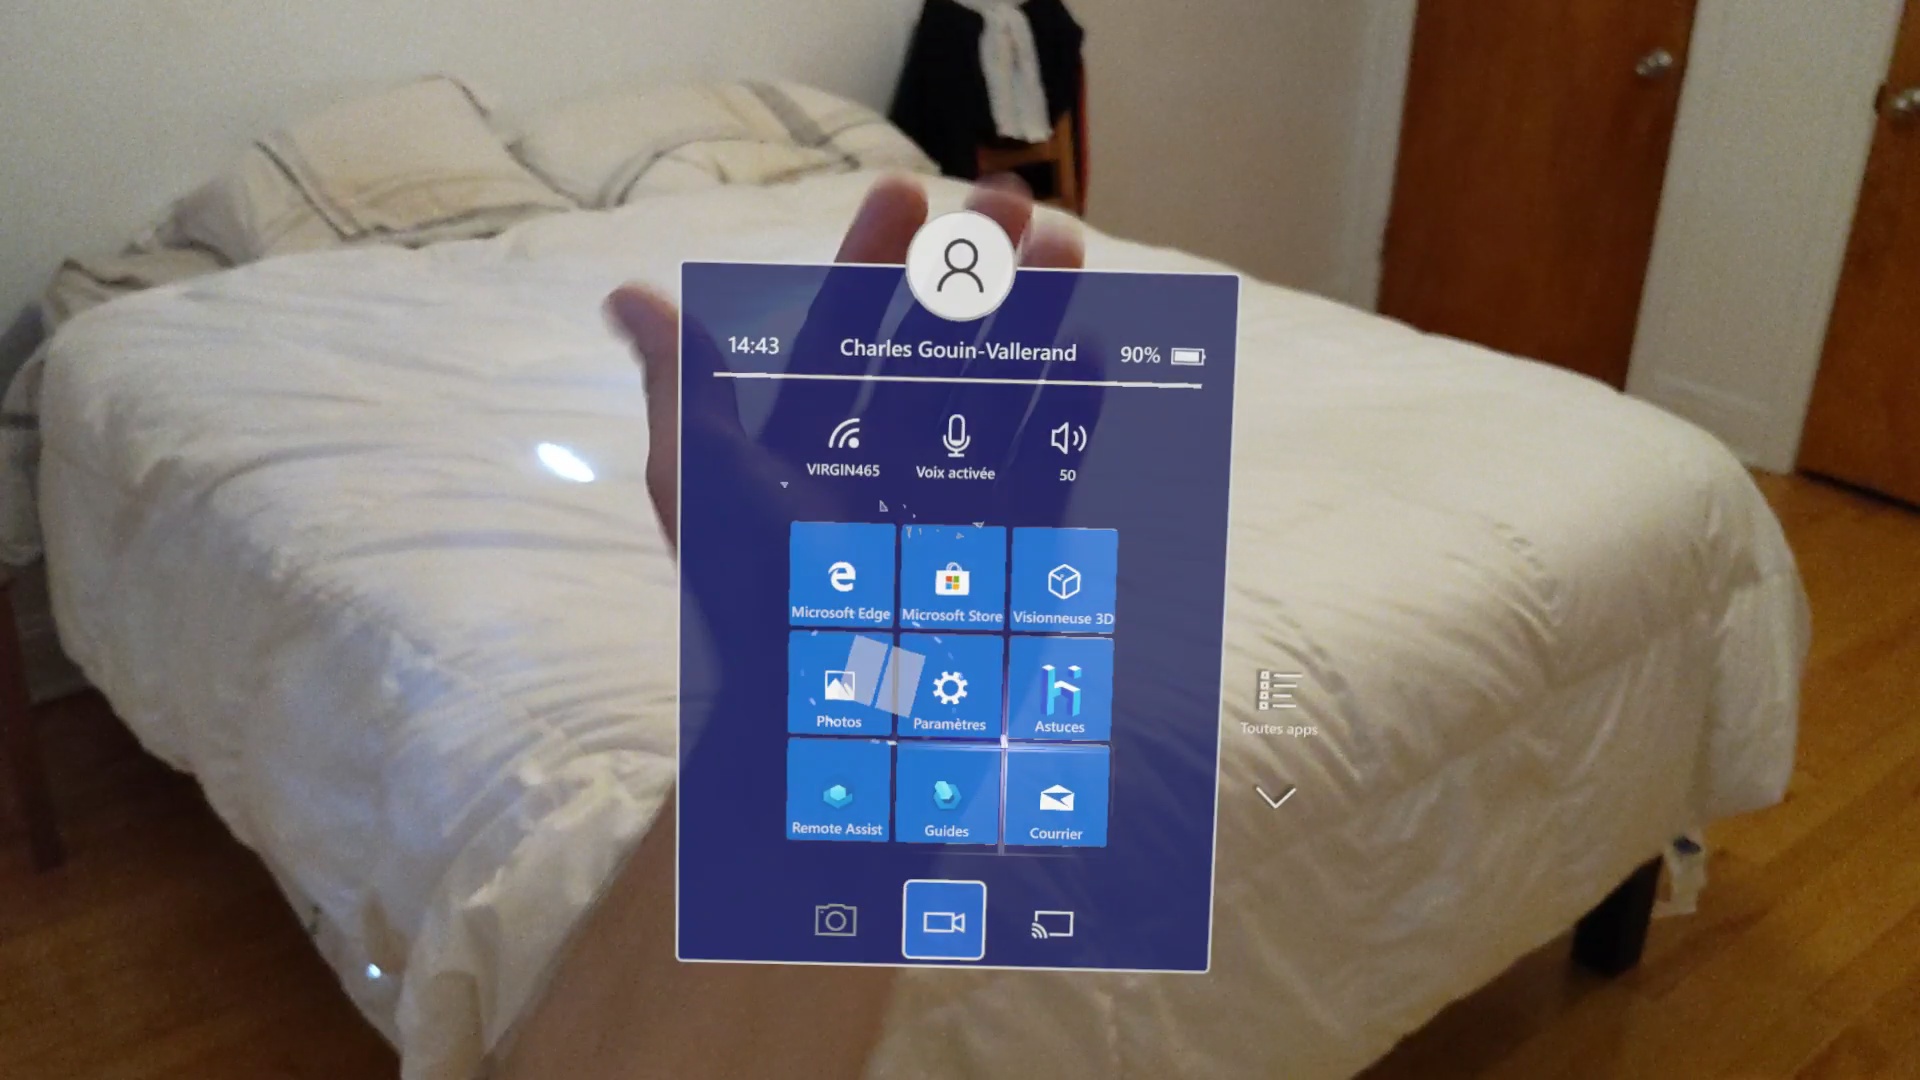 14:43 Charles Gouin-Vallerand 90%
VIRGIN465 Voix activée 50
Microsoft Edge Microsoft Store Visionneuse 3D
Photos Paramètres Astuces
Toutes apps
Remote Assist Guides Courrier